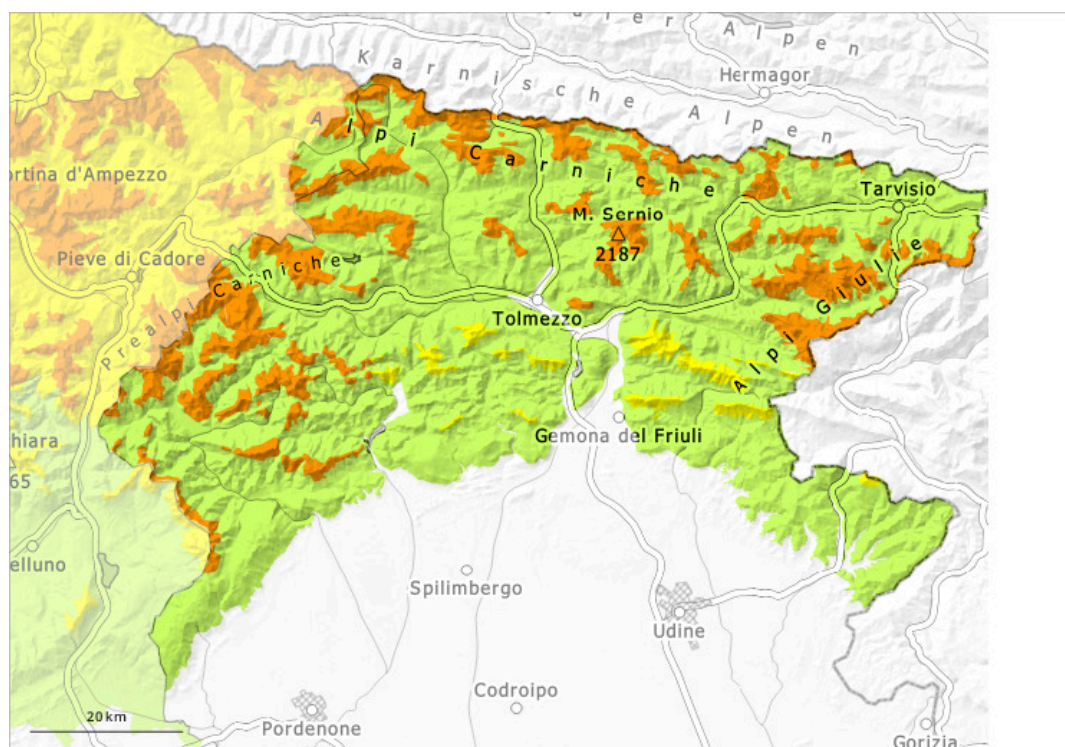 Alpen
Karnische Alpen
Hermagor
Alpi Carniche
ortina d'Ampezzo
Tarvisio
M. Sernio
2187
Pieve di Cadore
Prealpi Carniche
Alpi Giulie
Tolmezzo
Gemona del Friuli
hiara
65
elluno
Spilimbergo
Udine
Codroipo
20 km
Pordenone
Gorizia